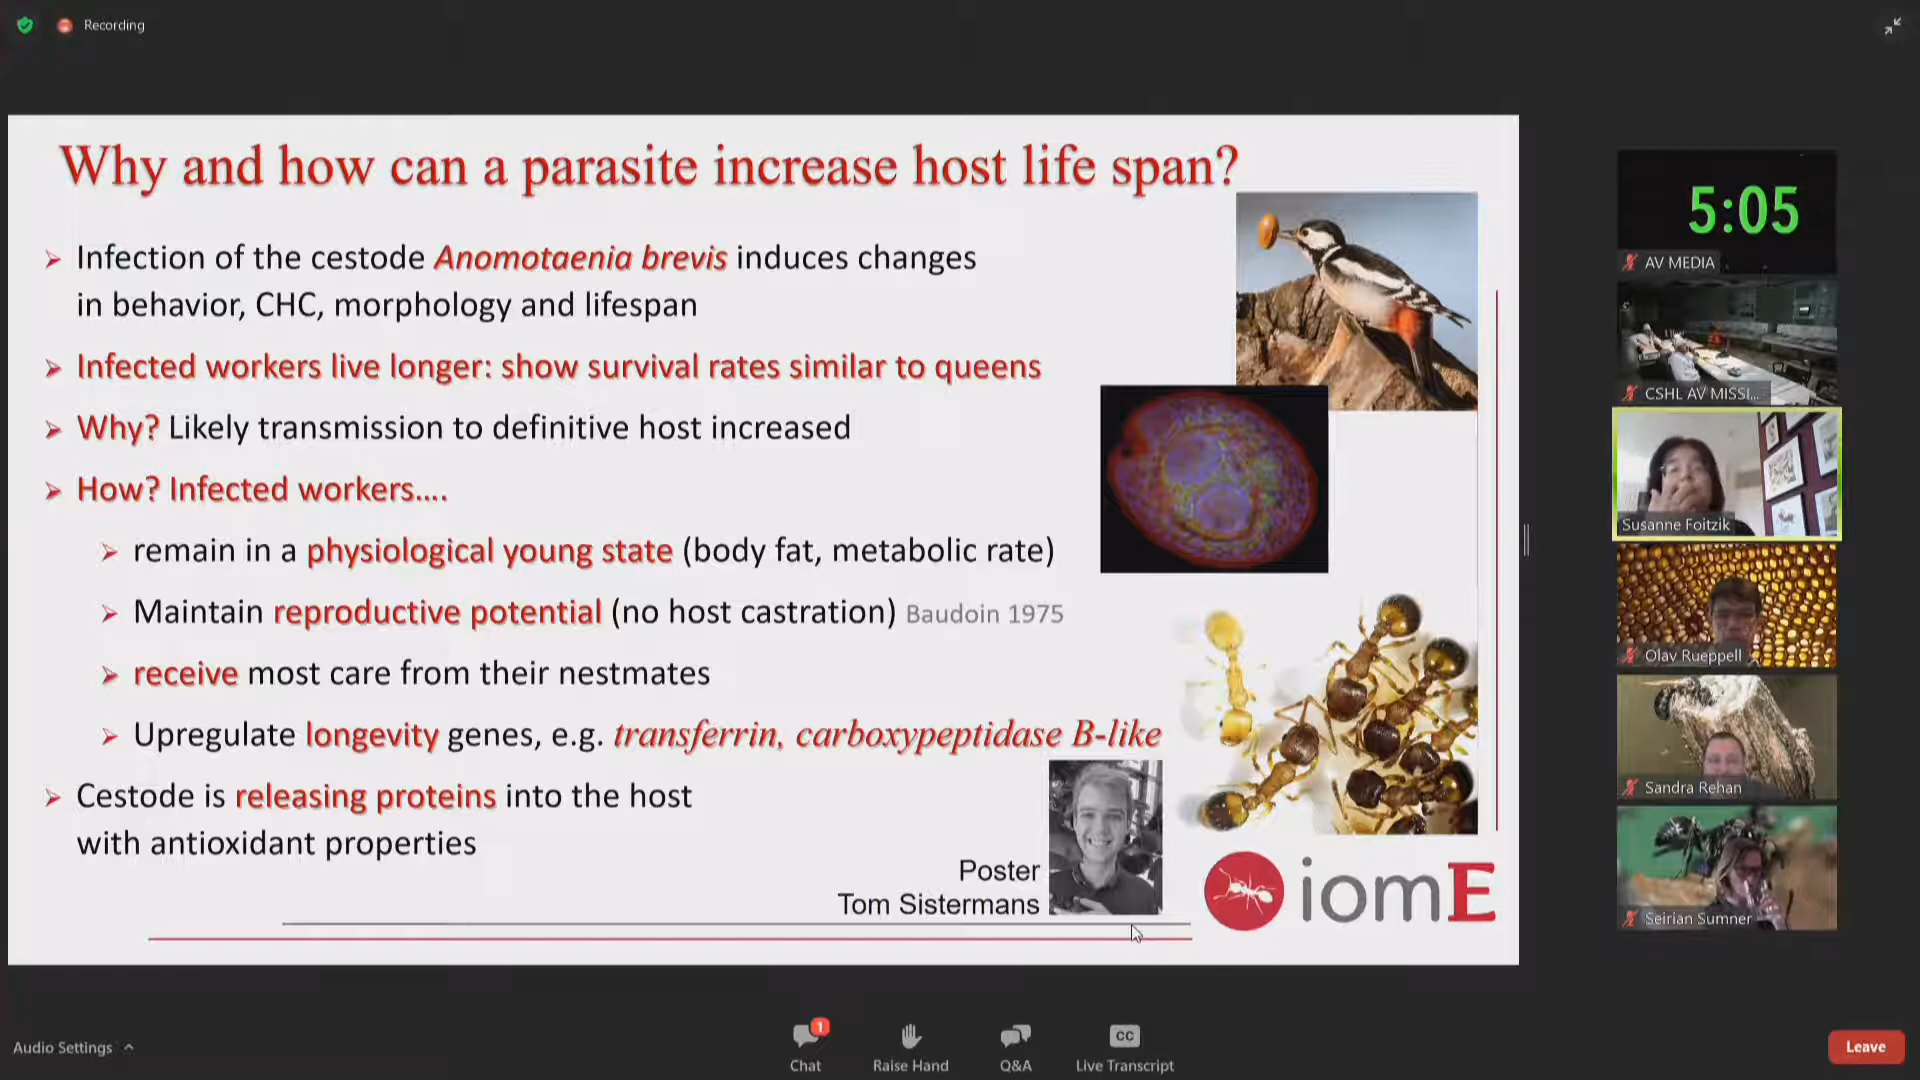 Recording
Why and how can a parasite increase host life span?
Infection of the cestode Anomotaenia brevis induces changes
in behavior, CHC, morphology and lifespan
Infected workers live longer: show survival rates similar to queens
Why? Likely transmission to definitive host increased
How? Infected workers....
remain in a physiological young state (body fat, metabolic rate)
Maintain reproductive potential (no host castration) Baudoin 1975
receive most care from their nestmates
Upregulate longevity genes, e.g. transferrin, carboxypeptidase B-like
Cestode is releasing proteins into the host
with antioxidant properties
Poster
Tom Sistermans
iomE
5:05
AV MEDIA
CSHL AV MISSI...
Susanne Foitzik
Olav Rueppell
Sandra Rehan
Seirian Sumner
Audio Settings
1
Chat
Raise Hand
Q&A
CC
Live Transcript
Leave